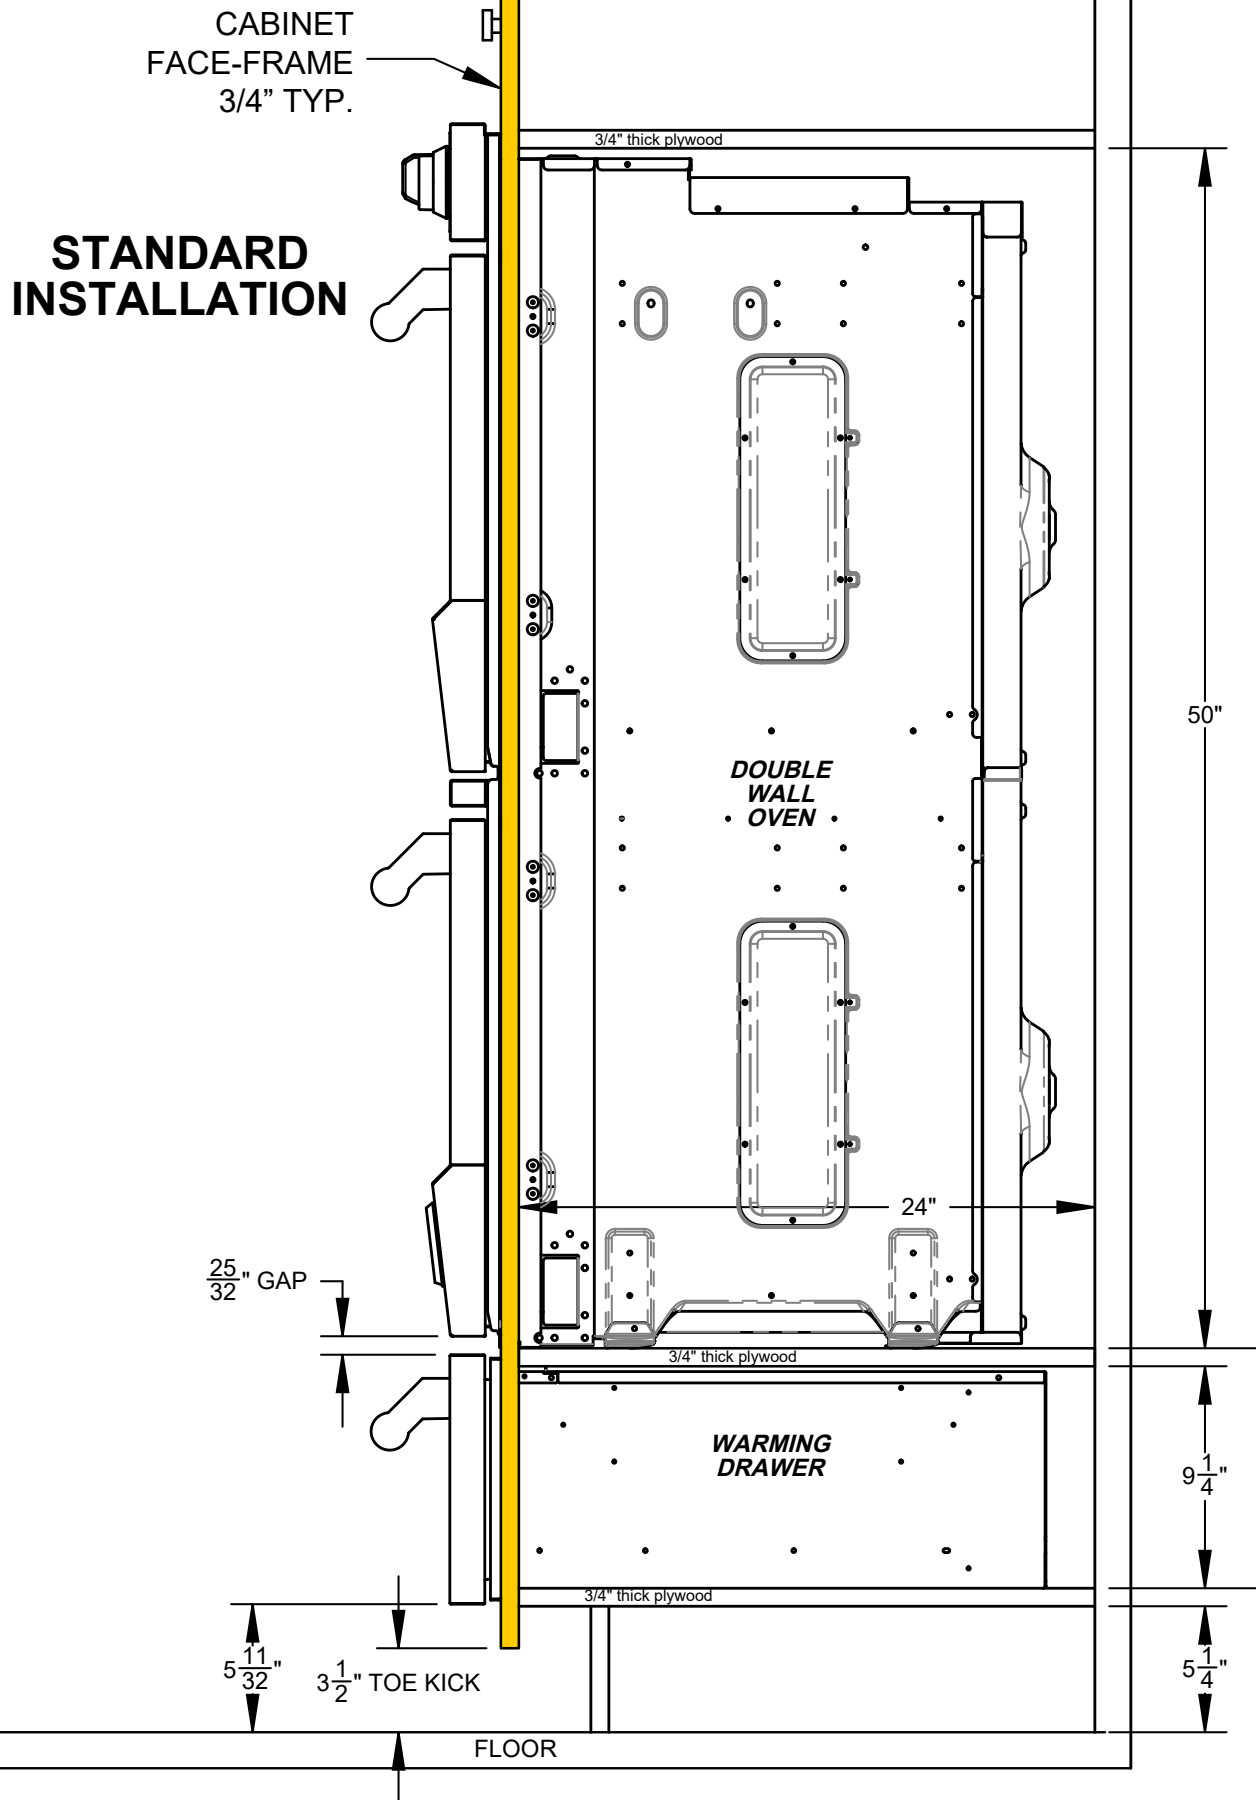 CABINET
FACE-FRAME
3/4” TYP.
3/4" thick plywood
STANDARD
INSTALLATION
50"
DOUBLE
WALL
OVEN
24"
25/32" GAP
3/4" thick plywood
WARMING
DRAWER
9 1/4"
3/4" thick plywood
5 11/32"
3 1/2" TOE KICK
5 1/4"
FLOOR